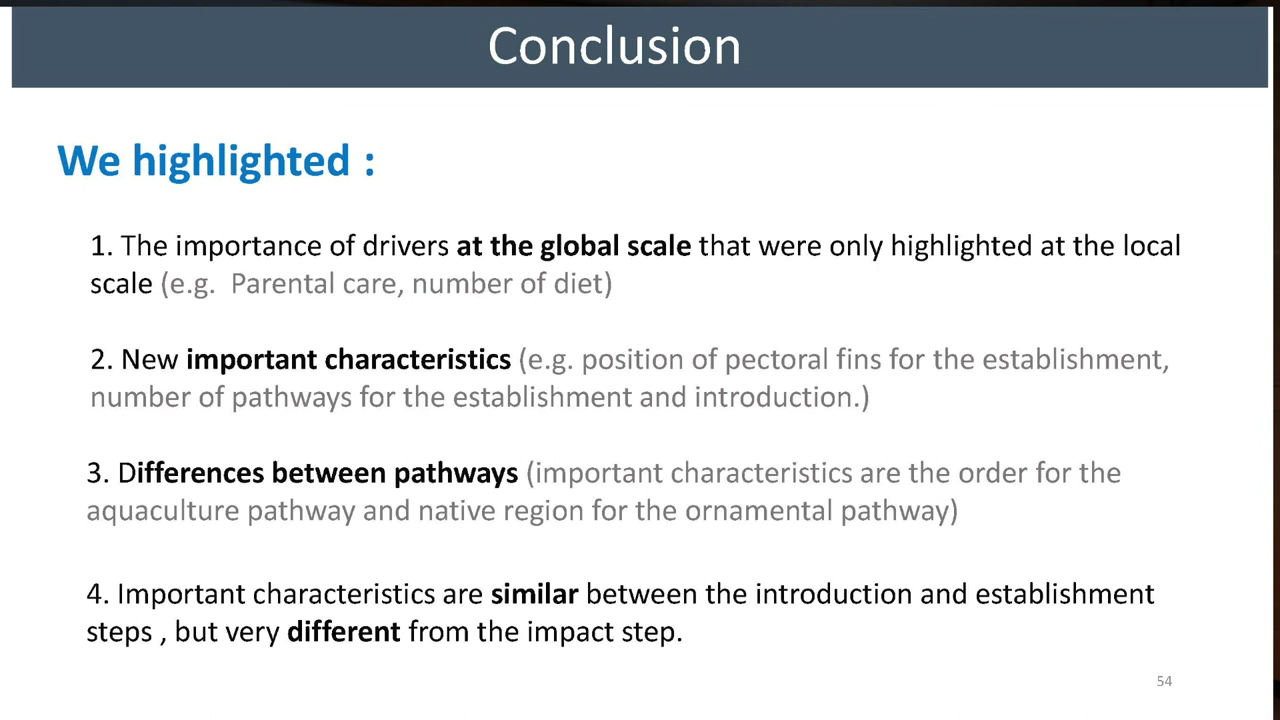 Conclusion
We highlighted :
1. The importance of drivers at the global scale that were only highlighted at the local
scale (e.g.  Parental care, number of diet)
2. New important characteristics (e.g. position of pectoral fins for the establishment,
number of pathways for the establishment and introduction.)
3. Differences between pathways (important characteristics are the order for the
aquaculture pathway and native region for the ornamental pathway)
4. Important characteristics are similar between the introduction and establishment
steps , but very different from the impact step.
54